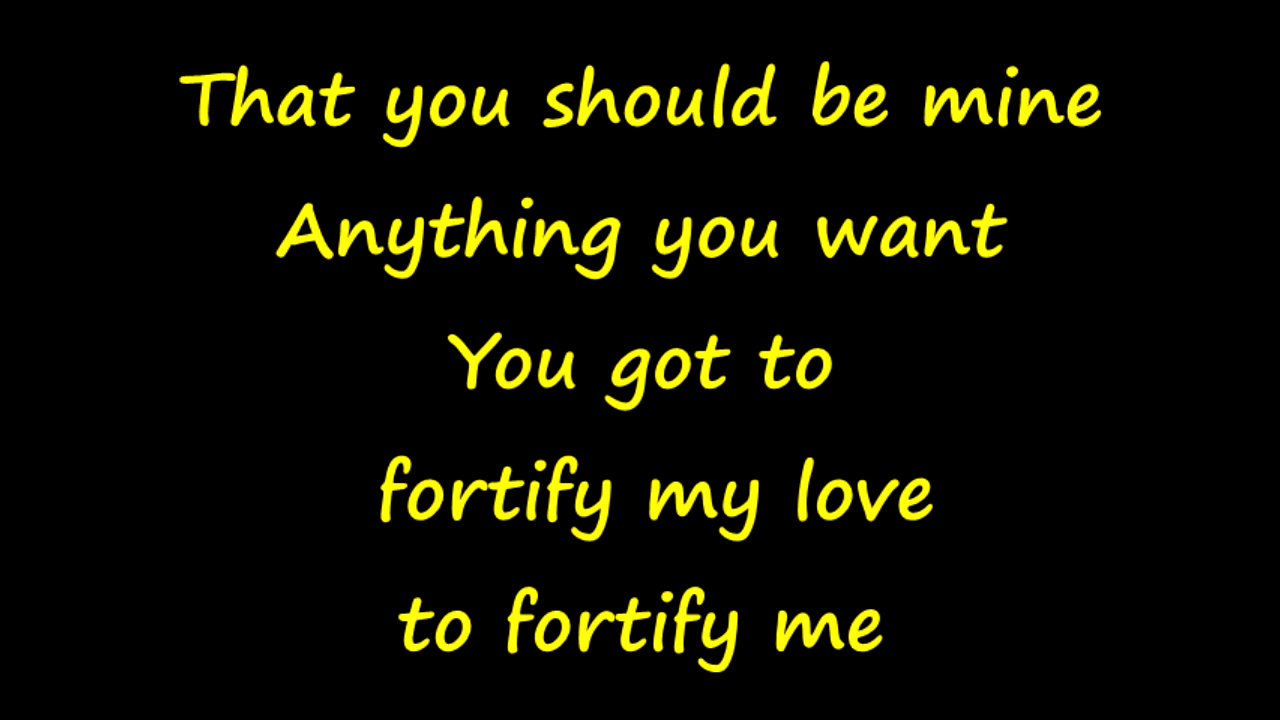 That you should be mine
Anything you want
You got to
fortify my love
to fortify me